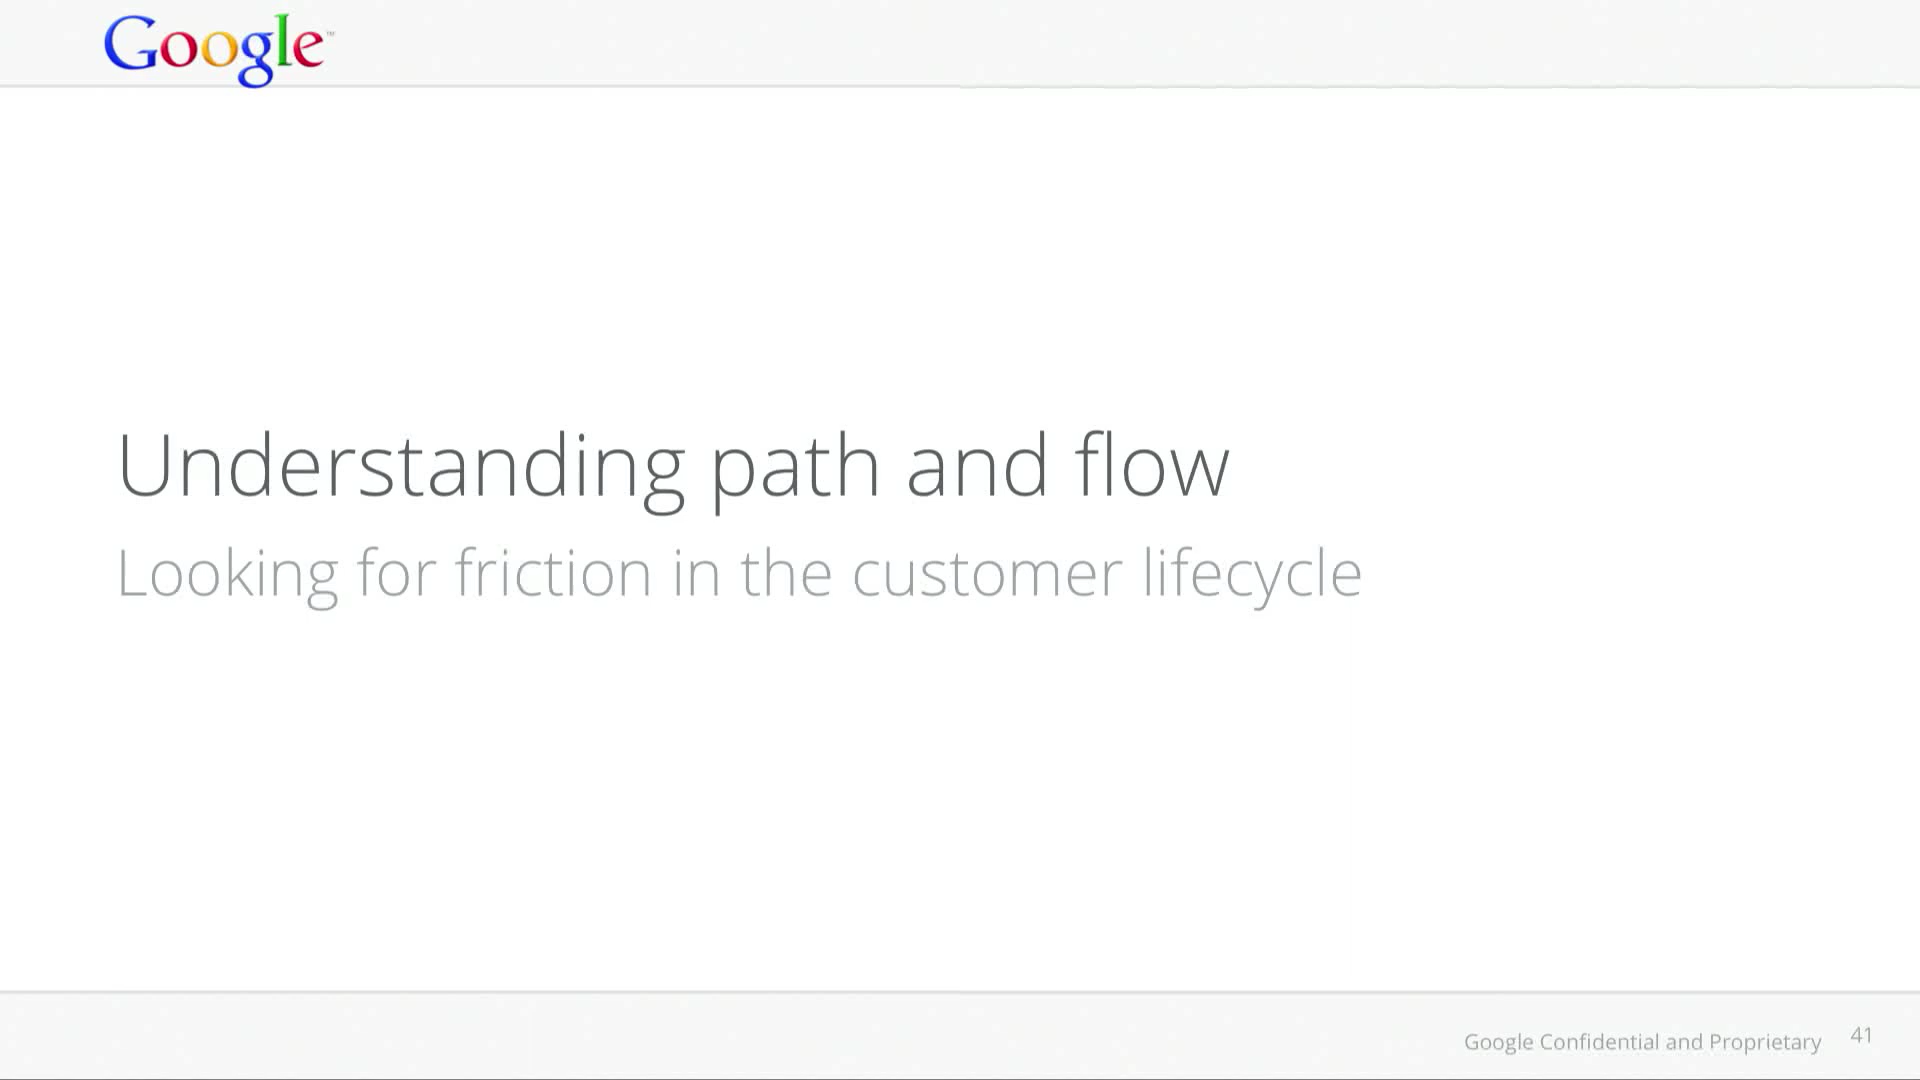 Google™
Understanding path and flow
Looking for friction in the customer lifecycle
Google Confidential and Proprietary 41